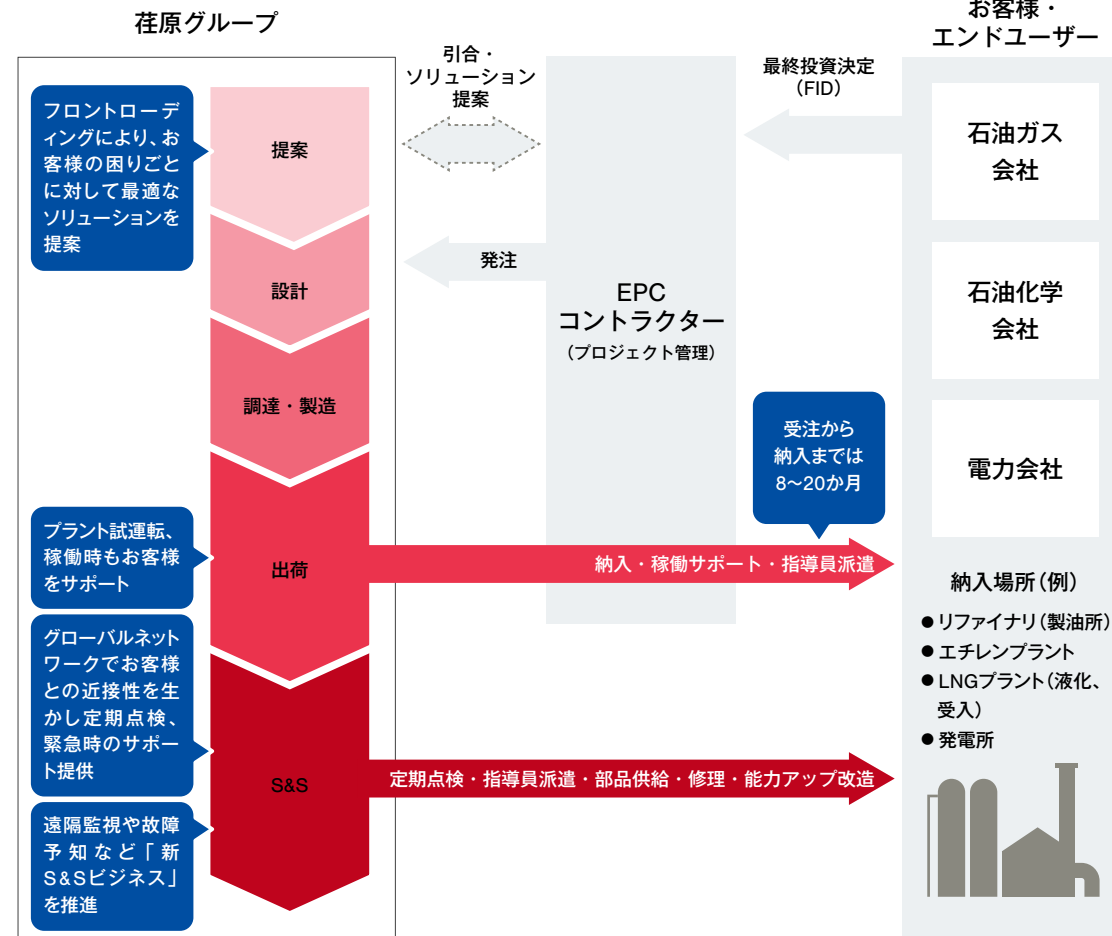 荏原グループ
フロントローデ
ィングにより、お
客様の困りごと
に対して最適な
ソリューションを
提案
提案
設計
調達・製造
プラント試運転、
稼働時もお客様
をサポート
出荷
グローバルネット
ワークでお客様
との近接性を生
かし定期点検、
緊急時のサポー
ト提供
S&S
遠隔監視や故障
予知など「新
S&Sビジネス」
を推進
引合・
ソリューション
提案
発注
EPC
コントラクター
（プロジェクト管理）
最終投資決定
（FID）
受注から
納入までは
8〜20か月
納入・稼働サポート・指導員派遣
定期点検・指導員派遣・部品供給・修理・能力アップ改造
お客様・
エンドユーザー
石油ガス
会社
石油化学
会社
電力会社
納入場所（例）
●リファイナリ（製油所）
●エチレンプラント
●LNGプラント（液化、
受入）
●発電所